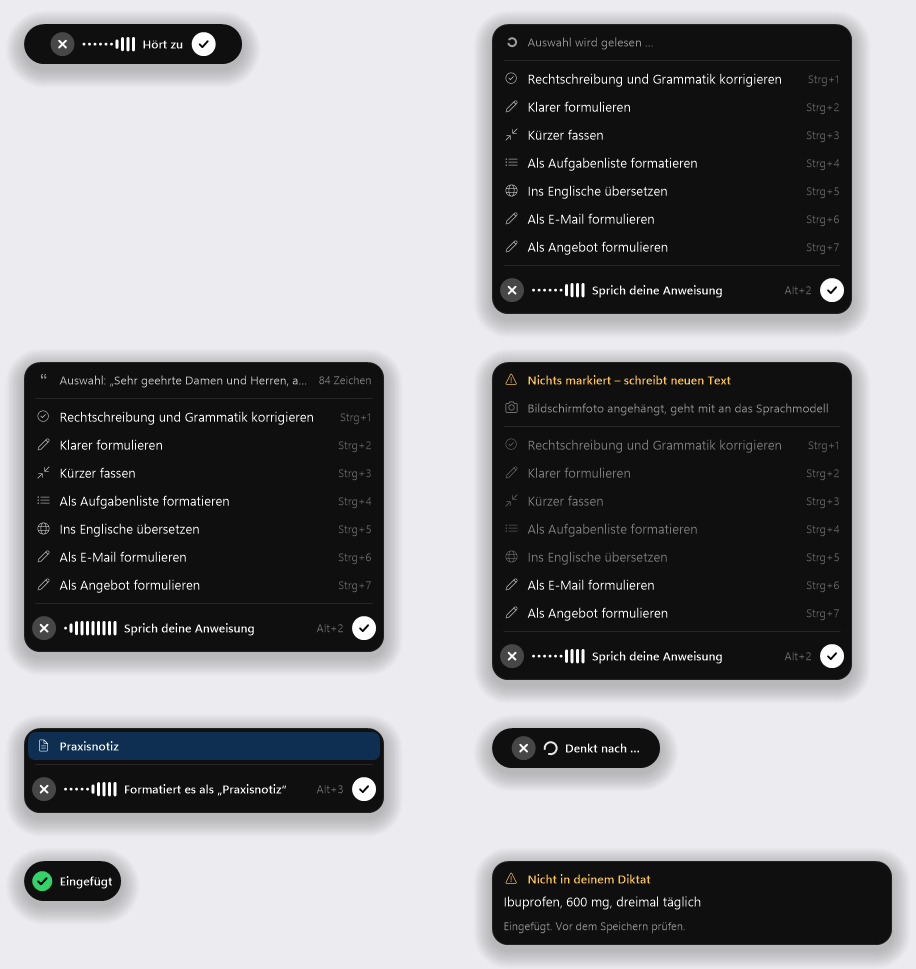 Hört zu
Auswahl wird gelesen ...
Rechtschreibung und Grammatik korrigieren Strg+1
Klarer formulieren Strg+2
Kürzer fassen Strg+3
Als Aufgabenliste formatieren Strg+4
Ins Englische übersetzen Strg+5
Als E-Mail formulieren Strg+6
Als Angebot formulieren Strg+7
Sprich deine Anweisung Alt+2
“ Auswahl: „Sehr geehrte Damen und Herren, a... 84 Zeichen
Rechtschreibung und Grammatik korrigieren Strg+1
Klarer formulieren Strg+2
Kürzer fassen Strg+3
Als Aufgabenliste formatieren Strg+4
Ins Englische übersetzen Strg+5
Als E-Mail formulieren Strg+6
Als Angebot formulieren Strg+7
Sprich deine Anweisung Alt+2
Nichts markiert – schreibt neuen Text
Bildschirmfoto angehängt, geht mit an das Sprachmodell
Rechtschreibung und Grammatik korrigieren Strg+1
Klarer formulieren Strg+2
Kürzer fassen Strg+3
Als Aufgabenliste formatieren Strg+4
Ins Englische übersetzen Strg+5
Als E-Mail formulieren Strg+6
Als Angebot formulieren Strg+7
Sprich deine Anweisung Alt+2
Praxisnotiz
Formatiert es als „Praxisnotiz“ Alt+3
Denkt nach ...
Eingefügt
Nicht in deinem Diktat
Ibuprofen, 600 mg, dreimal täglich
Eingefügt. Vor dem Speichern prüfen.